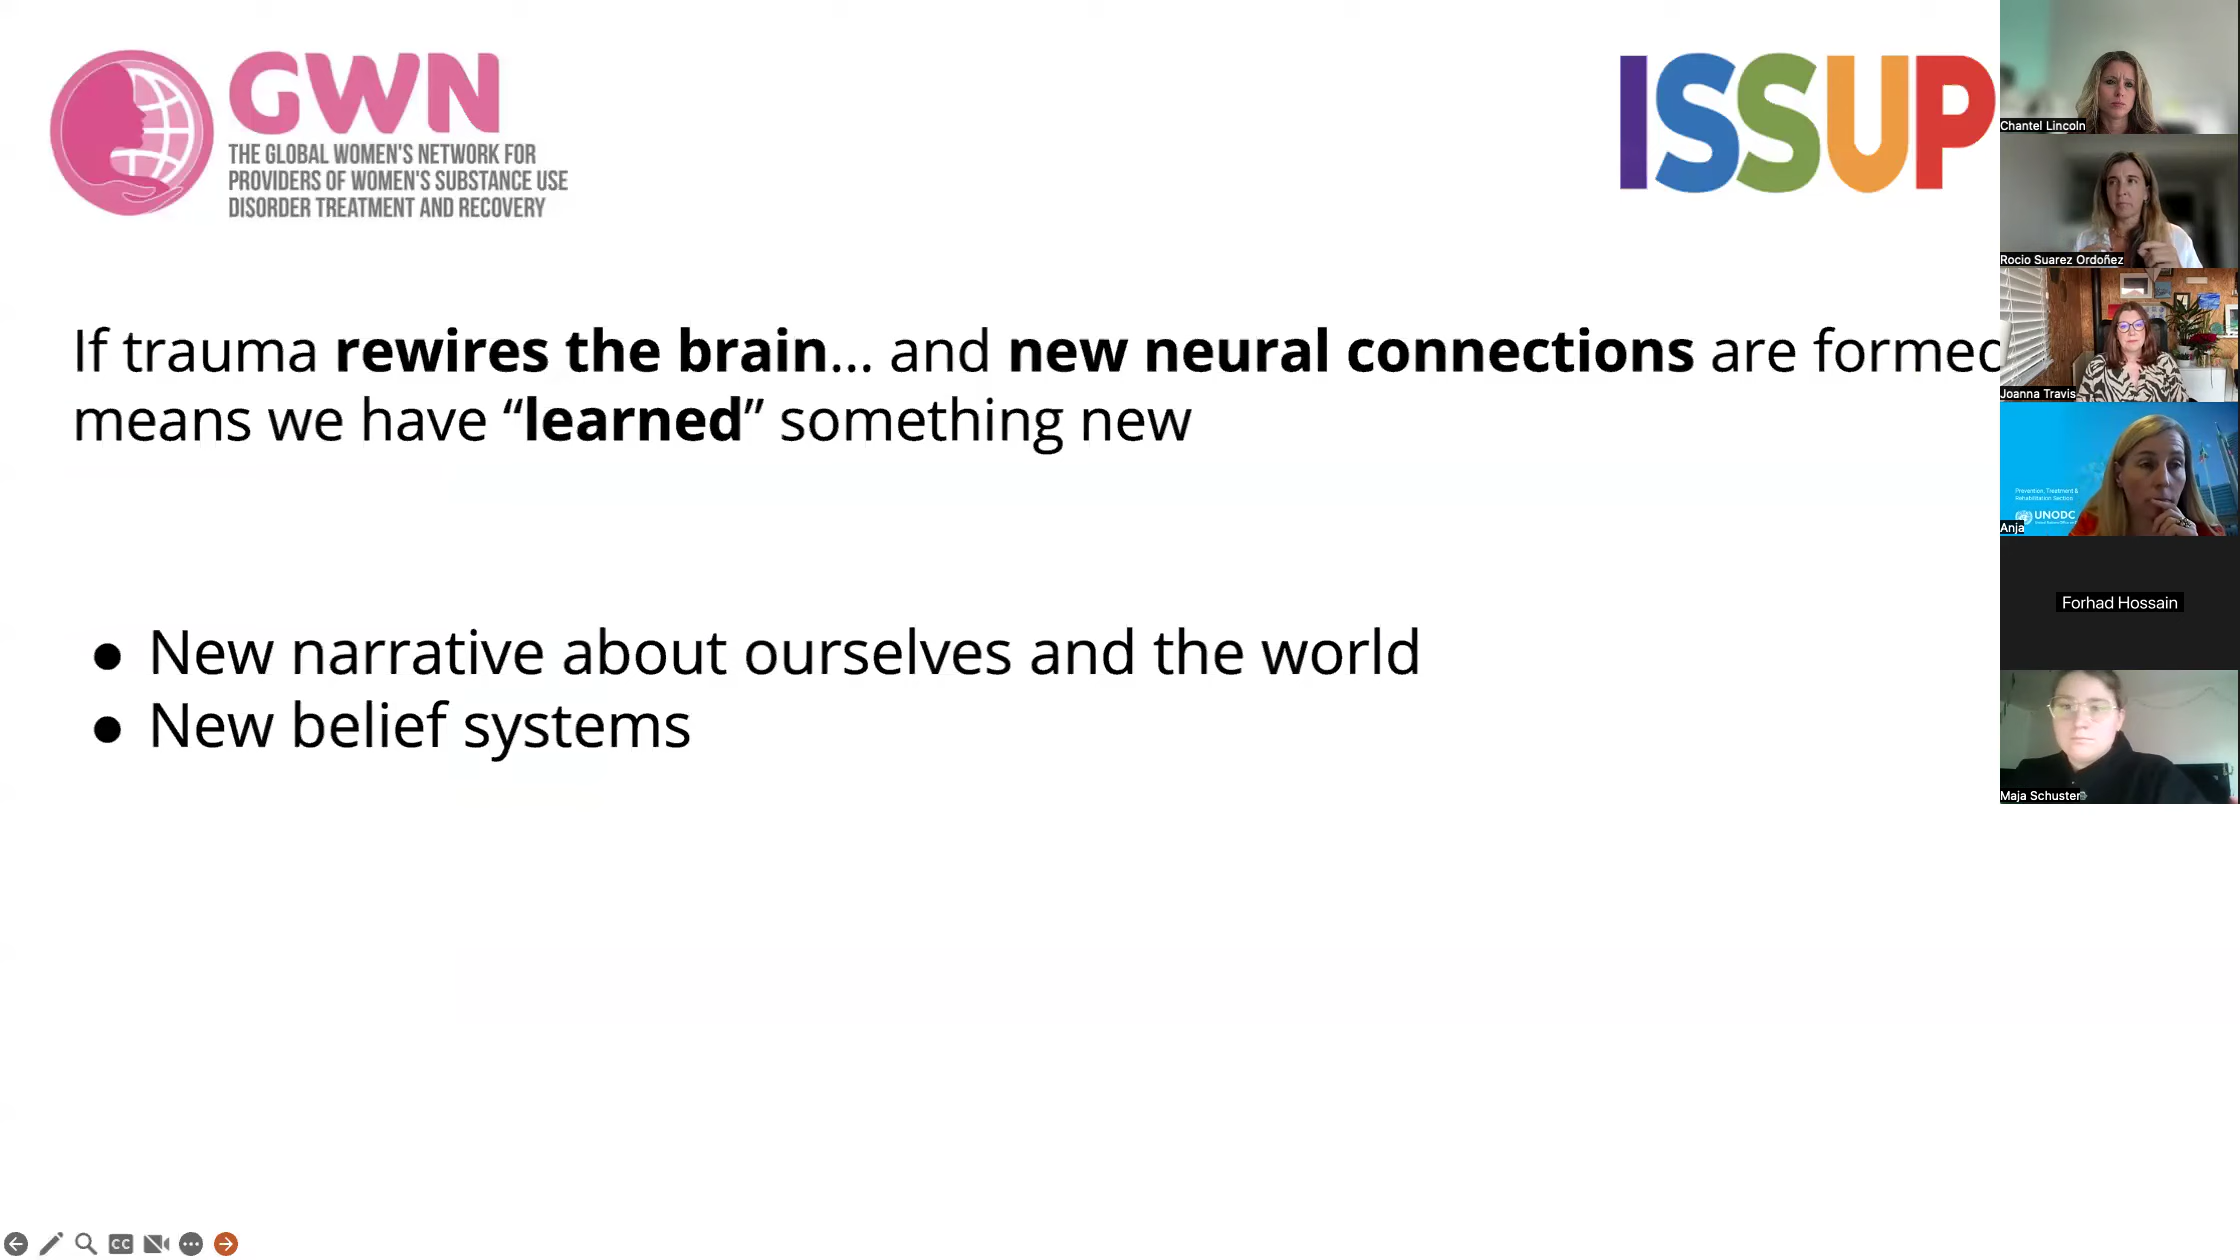 GWN
THE GLOBAL WOMEN'S NETWORK FOR
PROVIDERS OF WOMEN'S SUBSTANCE USE
DISORDER TREATMENT AND RECOVERY
ISSUP
If trauma rewires the brain... and new neural connections are formed
means we have “learned” something new
● New narrative about ourselves and the world
● New belief systems
Chantel Lincoln
Rocio Suarez Ordoñez
Joanna Travis
Prevention, Treatment &
Rehabilitation Section
UNODC
Anja
Forhad Hossain
Maja Schuster
CC